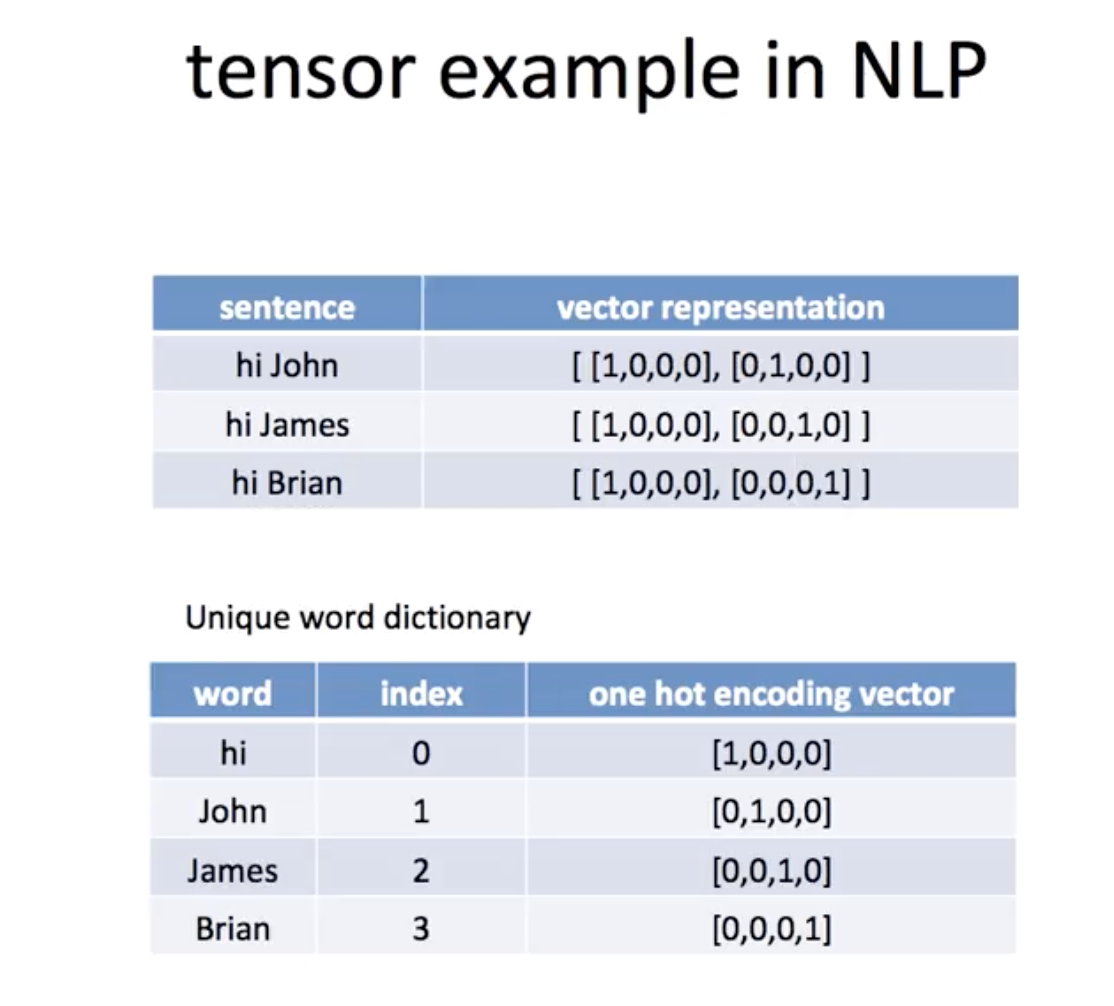 tensor example in NLP
sentence vector representation
hi John [ [1,0,0,0], [0,1,0,0] ]
hi James [ [1,0,0,0], [0,0,1,0] ]
hi Brian [ [1,0,0,0], [0,0,0,1] ]
Unique word dictionary
word index one hot encoding vector
hi 0 [1,0,0,0]
John 1 [0,1,0,0]
James 2 [0,0,1,0]
Brian 3 [0,0,0,1]